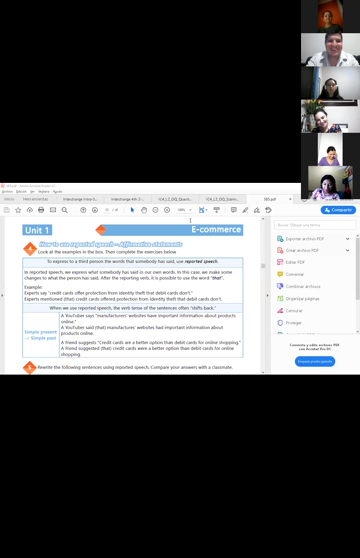 Inicio
Herramientas
Compartir
Unit 1
E-commerce
How to use reported speech – Affirmative statements
Look at the examples in the box. Then complete the exercises below
To express to a third person the words that somebody has said, use reported speech.
In reported speech, we express what somebody said in our own words. In this case, we make some
changes to what the person has said. After the reporting verb, it is possible to use the word "that".
Example:
Experts say "credit cards offer protection from identity theft that debit cards don't."
Experts mentioned (that) credit cards offered protection from identity theft that debit cards don't.
When we use reported speech, the verb tense of the sentences often "shifts back."
Simple present
--> Simple past
A YouTuber says "manufacturers' websites have important information about products
online."
A YouTuber said (that) manufacturers' websites had important information about
products online.
A friend suggests "Credit cards are a better option than debit cards for online shopping."
A friend suggested (that) credit cards were a better option than debit cards for online
shopping.
Rewrite the following sentences using reported speech. Compare your answers with a classmate.
Exportar archivo PDF
Crear archivo PDF
Editar PDF
Comentar
Combinar archivos
Organizar páginas
Censurar
Proteger